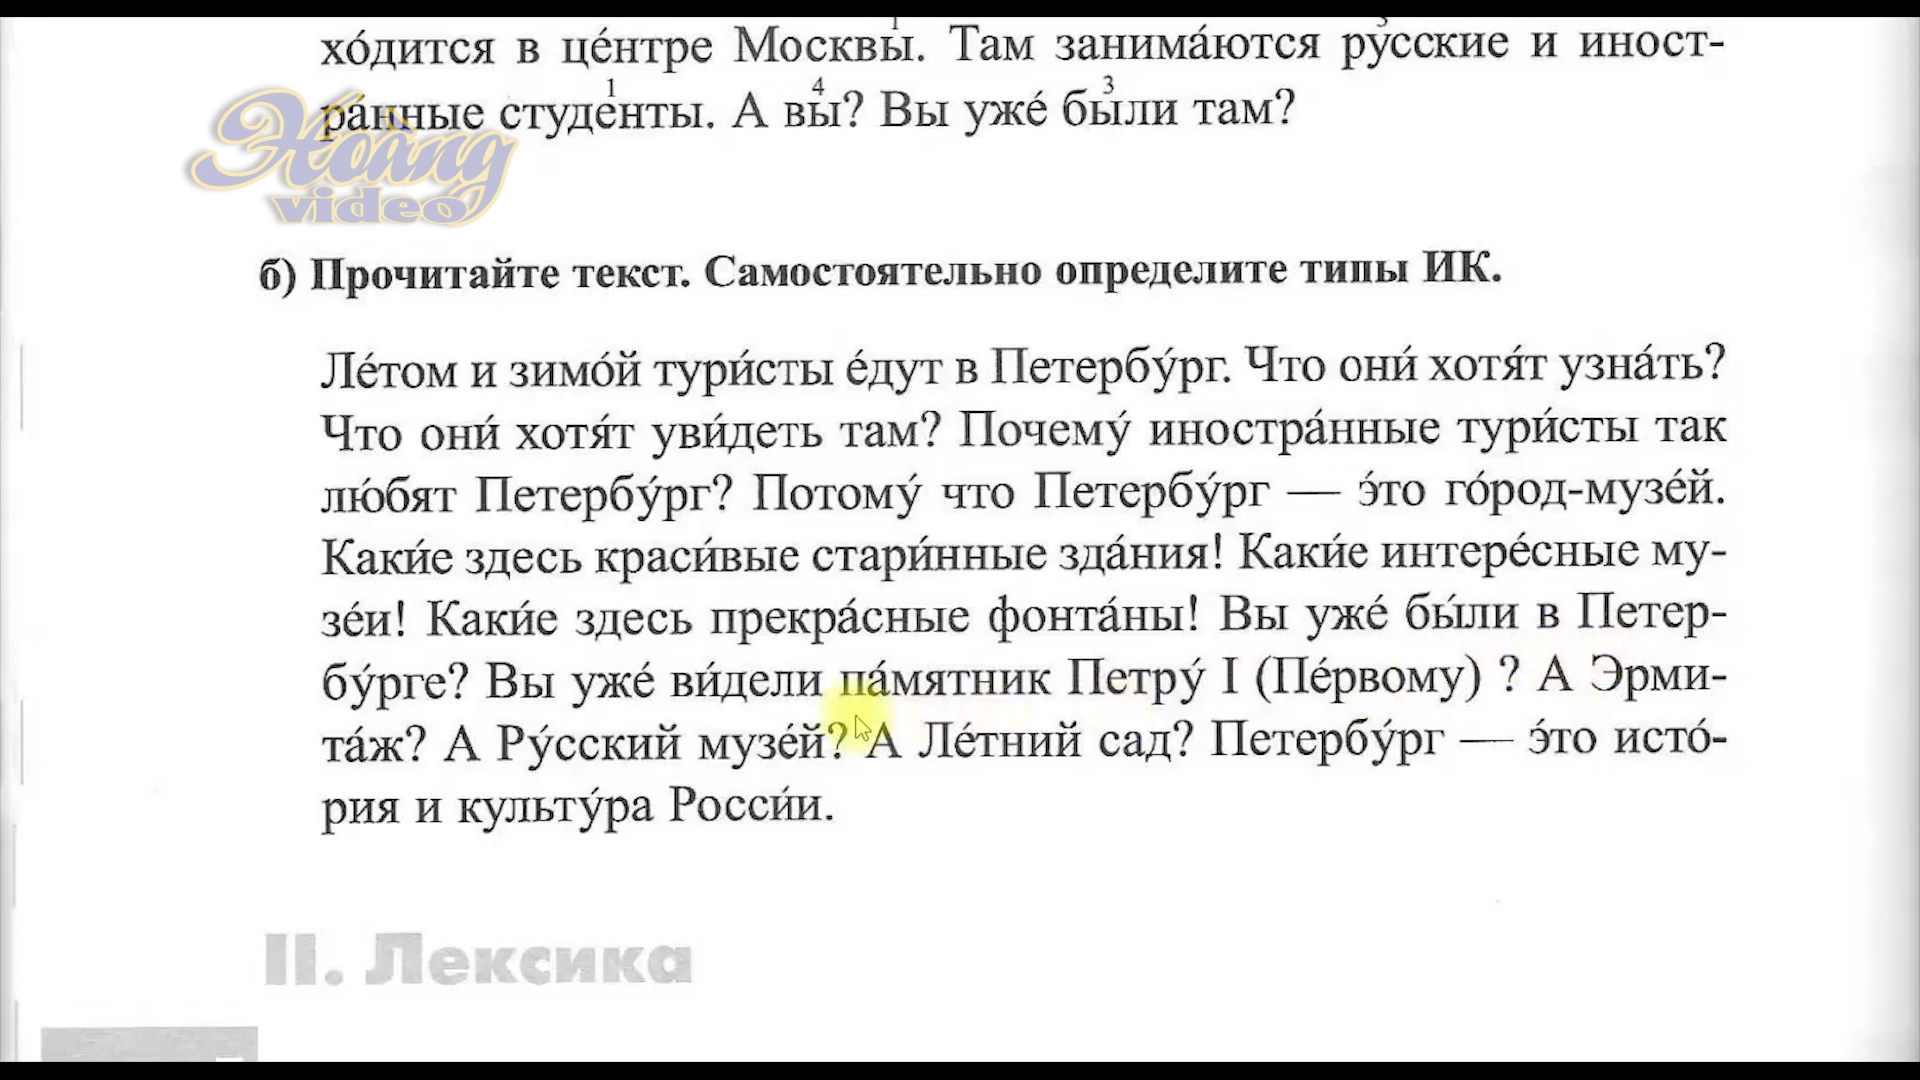 хо́дится в це́нтре Москвы́. Там занима́ются ру́сские и иност-
ра́нные студе́нты. А вы́? Вы уже́ бы́ли там?
Hoàng
video
б) Прочитайте текст. Самостоятельно определите типы ИК.
Ле́том и зимо́й тури́сты е́дут в Петербу́рг. Что они́ хотя́т узна́ть?
Что они́ хотя́т уви́деть там? Почему́ иностра́нные тури́сты так
лю́бят Петербу́рг? Потому́ что Петербу́рг — э́то го́род-музе́й.
Каки́е здесь краси́вые стари́нные зда́ния! Каки́е интере́сные му-
зе́и! Каки́е здесь прекра́сные фонта́ны! Вы уже́ бы́ли в Петер-
бу́рге? Вы уже́ ви́дели па́мятник Петру́ I (Пе́рвому) ? А Эрми-
та́ж? А Ру́сский музе́й? А Ле́тний сад? Петербу́рг — э́то исто́-
рия и культу́ра Росси́и.
II. Лексика